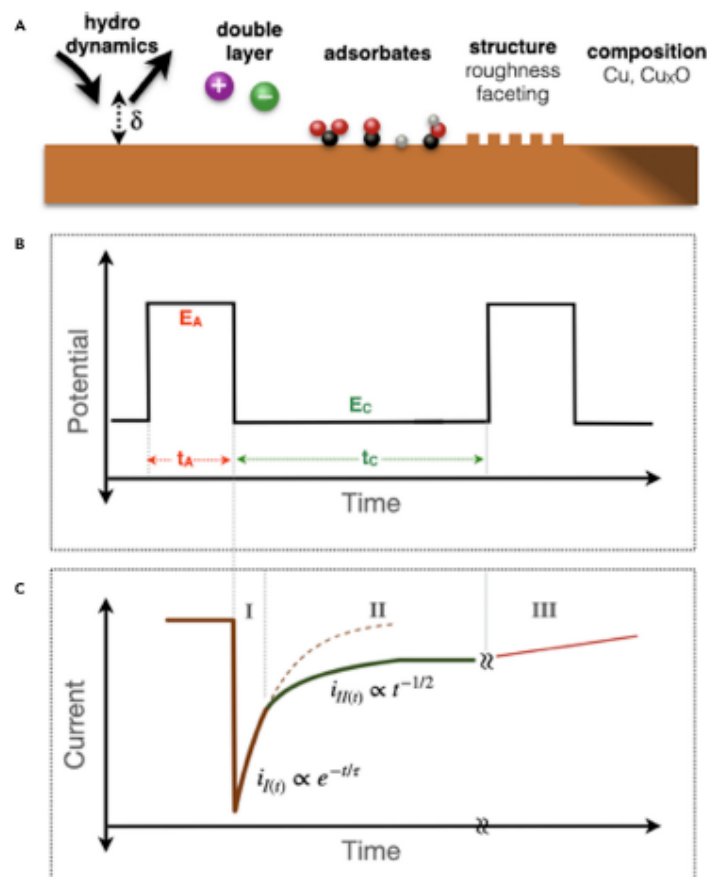 A
hydro
dynamics
double
layer
adsorbates
structure
roughness
faceting
composition
Cu, CuxO
δ
+
−
B
Potential
EA
EC
tA
tC
Time
C
Current
I
II
III
iII(t) ∝ t−1/2
iI(t) ∝ e−t/τ
Time